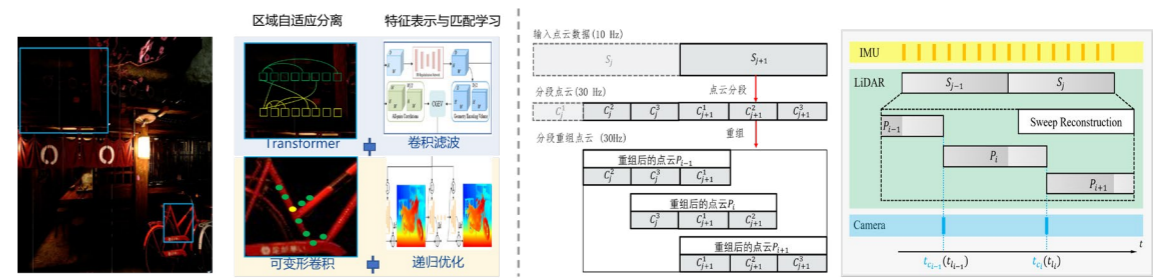 区域自适应分离
特征表示与匹配学习
Transformer
卷积滤波
可变形卷积
递归优化
输入点云数据(10 Hz)
S_j
S_{j+1}
分段点云 (30 Hz)
点云分段
C_j^1
C_j^2
C_j^3
C_{j+1}^1
C_{j+1}^2
C_{j+1}^3
分段重组点云 (30Hz)
重组
重组后的点云P_{i-1}
C_j^2
C_j^3
C_{j+1}^1
重组后的点云P_i
C_j^3
C_{j+1}^1
C_{j+1}^2
重组后的点云P_{i+1}
C_{j+1}^1
C_{j+1}^2
C_{j+1}^3
IMU
LiDAR
S_{j-1}
S_j
P_{i-1}
Sweep Reconstruction
P_i
P_{i+1}
Camera
t
t_{c_{i-1}}(t_{l_{i-1}})
t_{c_i}(t_{l_i})